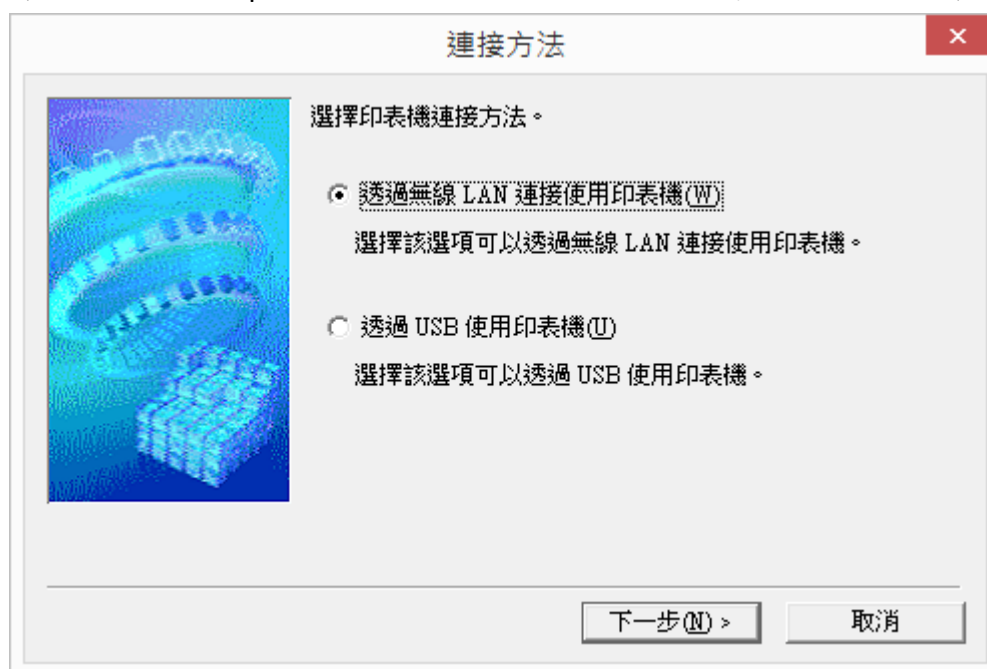 連接方法
選擇印表機連接方法。
透過無線 LAN 連接使用印表機(W)
選擇該選項可以透過無線 LAN 連接使用印表機。
透過 USB 使用印表機(U)
選擇該選項可以透過 USB 使用印表機。
下一步(N) >
取消